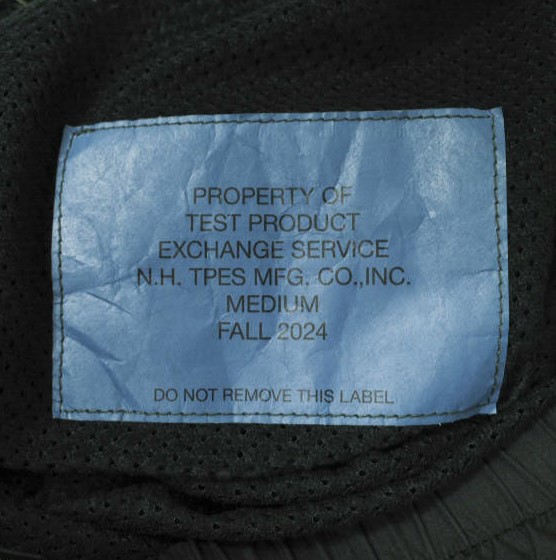 PROPERTY OF
TEST PRODUCT
EXCHANGE SERVICE
N.H. TPES MFG. CO.,INC.
MEDIUM
FALL 2024
DO NOT REMOVE THIS LABEL